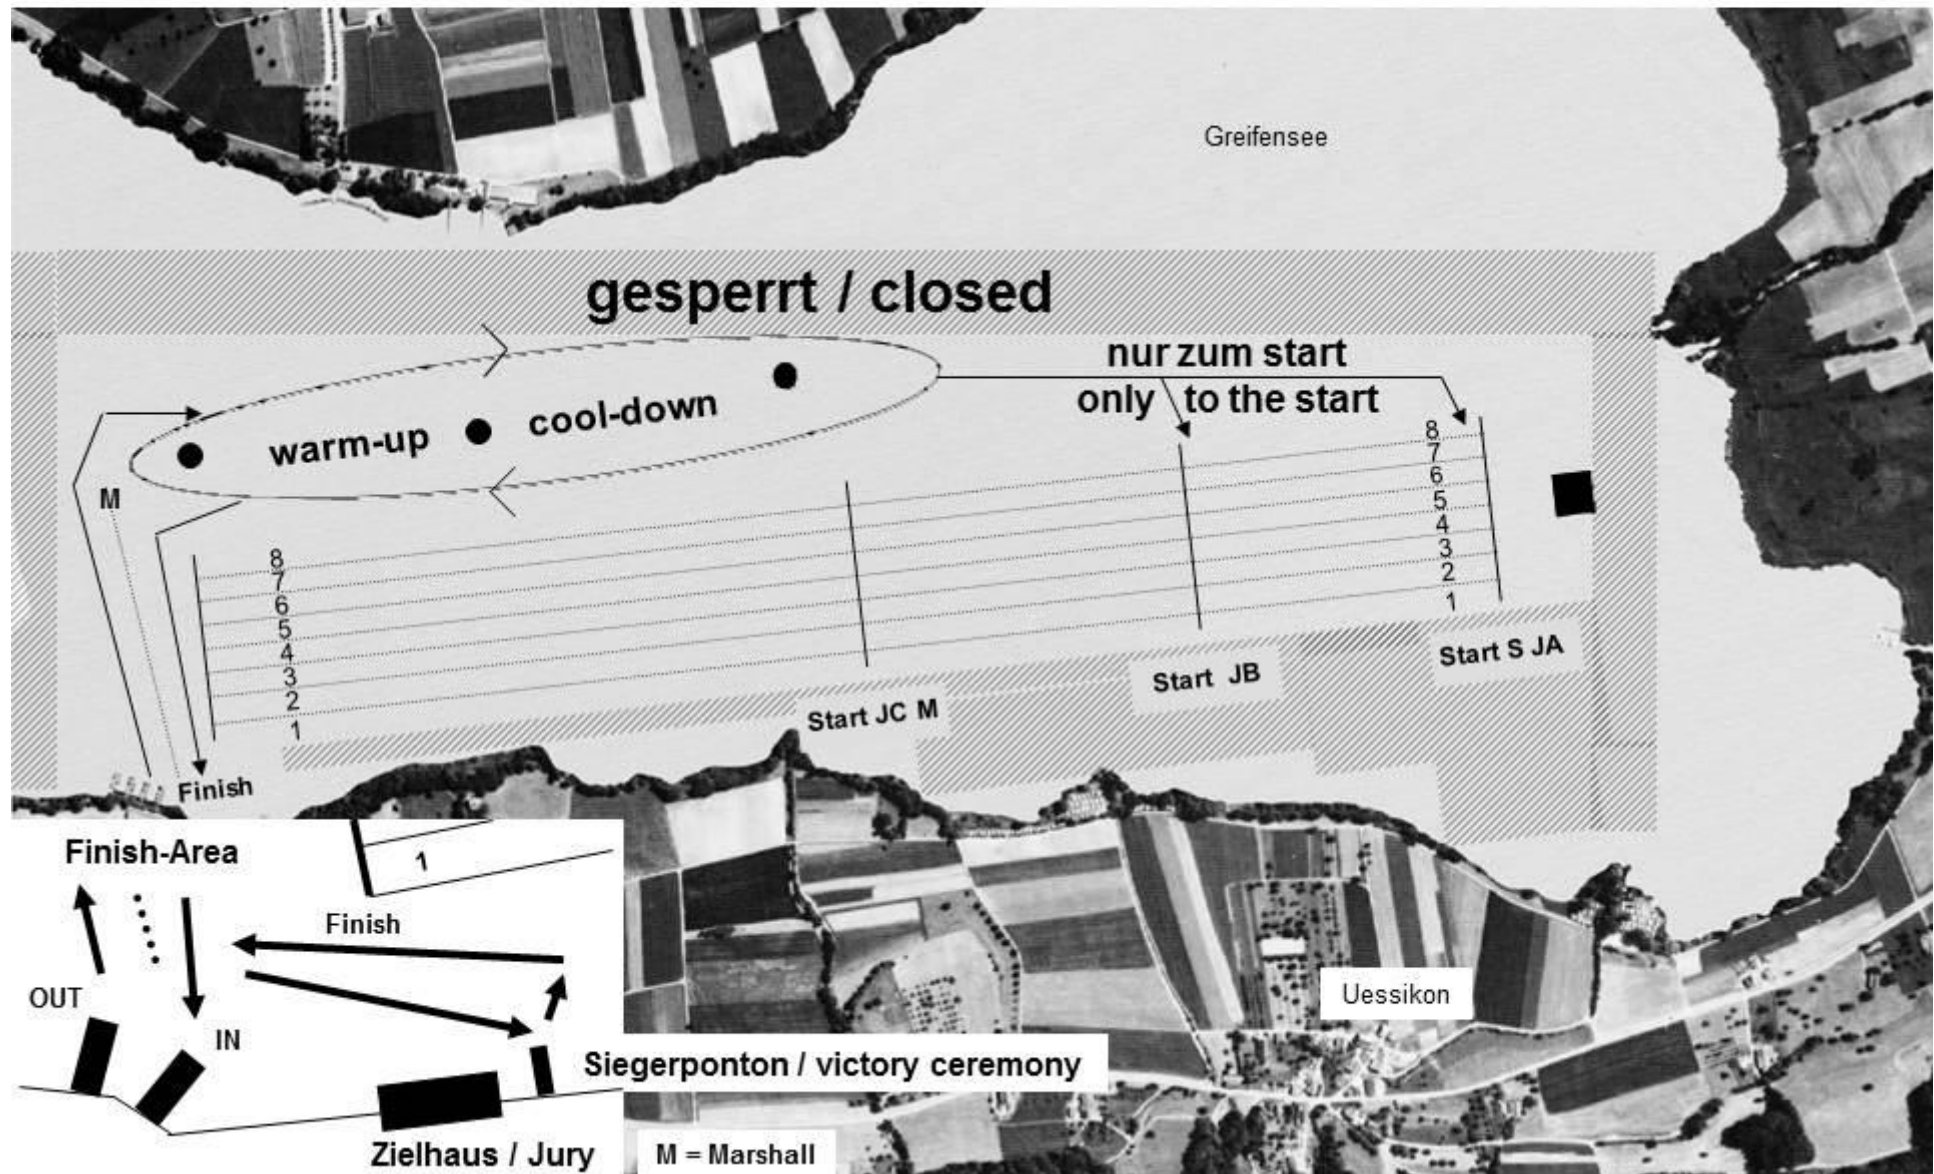 Greifensee
gesperrt / closed
nur zum start
only to the start
warm-up
cool-down
M
8
7
6
5
4
3
2
1
8
7
6
5
4
3
2
1
Start S JA
Start JB
Start JC M
Finish
Finish-Area
1
Finish
OUT
IN
Uessikon
Siegerponton / victory ceremony
Zielhaus / Jury
M = Marshall